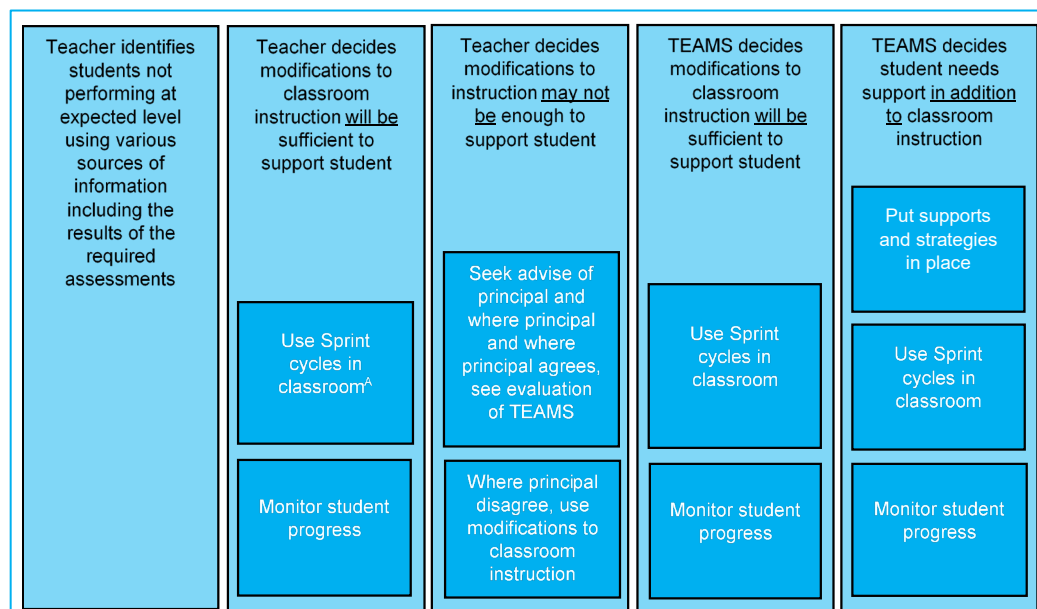 Teacher identifies
students not
performing at
expected level
using various
sources of
information
including the
results of the
required
assessments
Teacher decides
modifications to
classroom
instruction will be
sufficient to
support student
Use Sprint
cycles in
classroomA
Monitor student
progress
Teacher decides
modifications to
instruction may not
be enough to
support student
Seek advise of
principal and
where principal
and where
principal agrees,
see evaluation
of TEAMS
Where principal
disagree, use
modifications to
classroom
instruction
TEAMS decides
modifications to
classroom
instruction will be
sufficient to
support student
Use Sprint
cycles in
classroom
Monitor student
progress
TEAMS decides
student needs
support in addition
to classroom
instruction
Put supports
and strategies
in place
Use Sprint
cycles in
classroom
Monitor student
progress